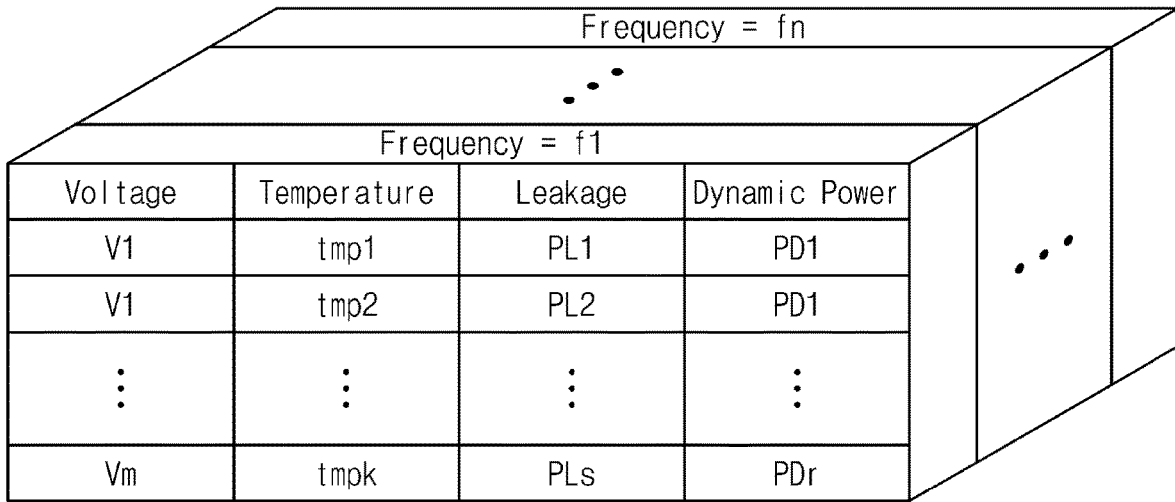 Frequency = fn
Frequency = f1
Voltage Temperature Leakage Dynamic Power
V1 tmp1 PL1 PD1
V1 tmp2 PL2 PD1
Vm tmpk PLs PDr